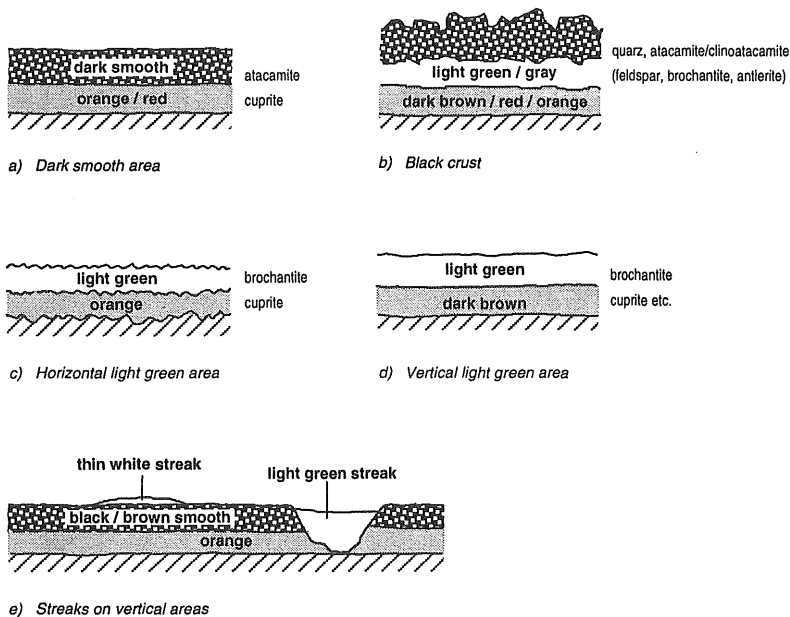 dark smooth
atacamite
orange / red
cuprite
a) Dark smooth area
quarz, atacamite/clinoatacamite
light green / gray
(feldspar, brochantite, antlerite)
dark brown / red / orange
b) Black crust
light green
brochantite
orange
cuprite
c) Horizontal light green area
light green
brochantite
dark brown
cuprite etc.
d) Vertical light green area
thin white streak
light green streak
black / brown smooth
orange
e) Streaks on vertical areas